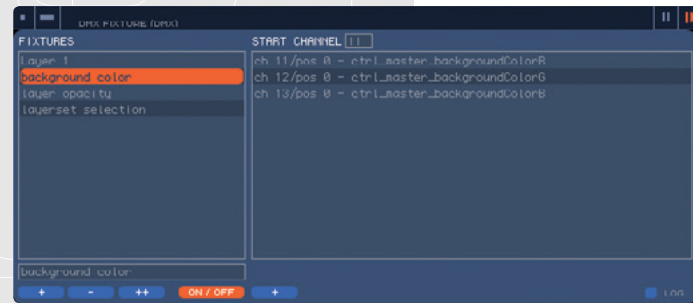 DMX FIXTURE (DMX)
FIXTURES
START CHANNEL 11
Layer 1
background color
layer opacity
layerset selection
ch 11/pos 0 - ctrl_master_backgroundColorR
ch 12/pos 0 - ctrl_master_backgroundColorG
ch 13/pos 0 - ctrl_master_backgroundColorB
background color
+ - ++ ON / OFF + LOG